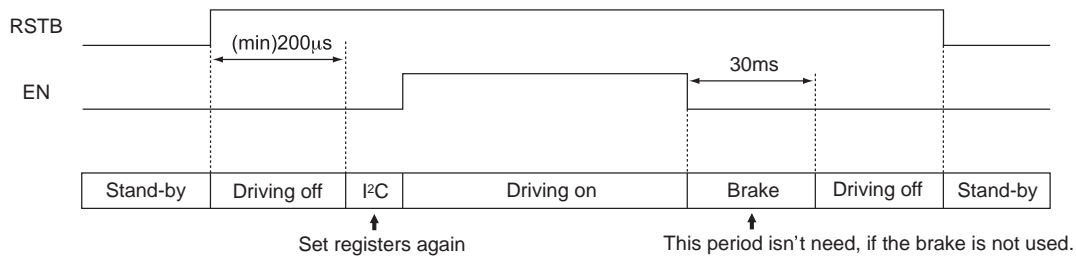 RSTB
(min)200μs
30ms
EN
Stand-by Driving off I²C Driving on Brake Driving off Stand-by
Set registers again
This period isn't need, if the brake is not used.